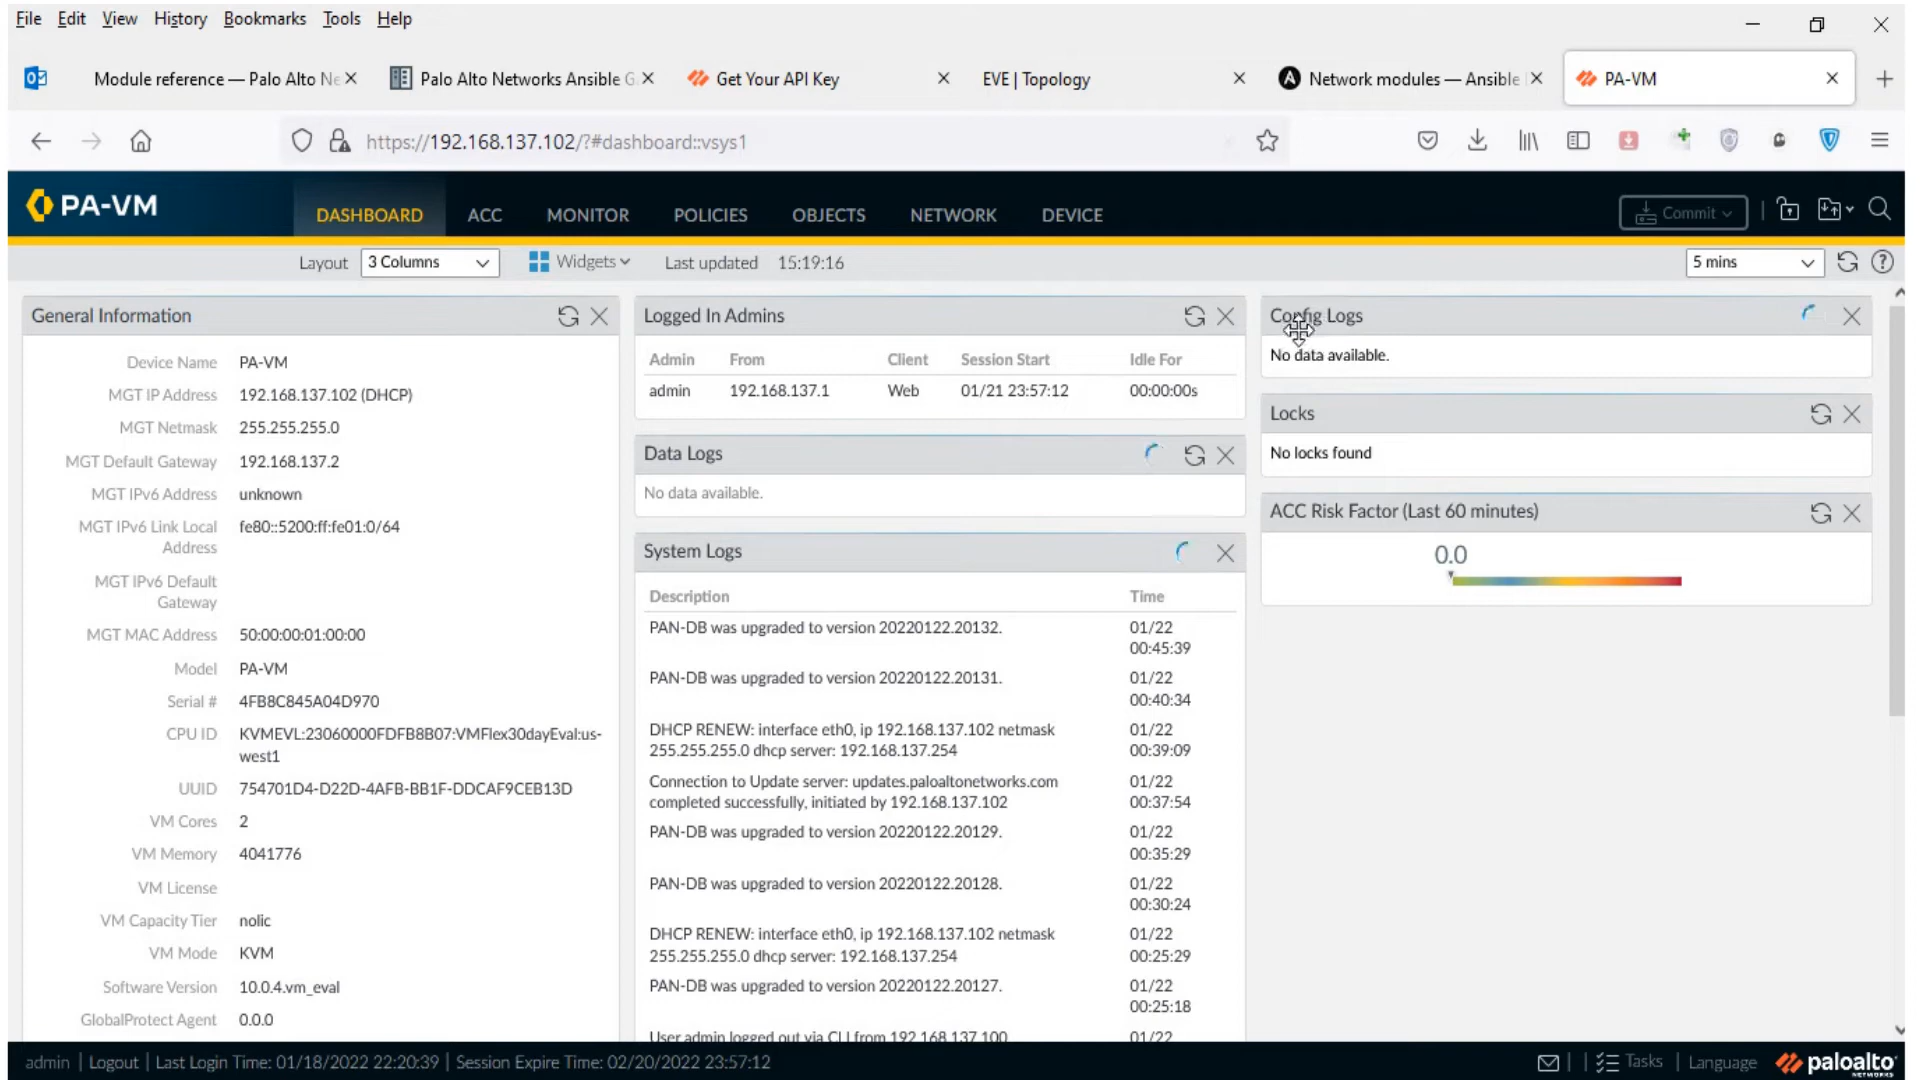 File Edit View History Bookmarks Tools Help
Module reference — Palo Alto Ne
Palo Alto Networks Ansible G
Get Your API Key
EVE | Topology
Network modules — Ansible
PA-VM
https://192.168.137.102/?#dashboard::vsys1
PA-VM
DASHBOARD ACC MONITOR POLICIES OBJECTS NETWORK DEVICE
Commit
Layout 3 Columns Widgets Last updated 15:19:16
5 mins
General Information
Device Name PA-VM
MGT IP Address 192.168.137.102 (DHCP)
MGT Netmask 255.255.255.0
MGT Default Gateway 192.168.137.2
MGT IPv6 Address unknown
MGT IPv6 Link Local fe80::5200:ff:fe01:0/64
Address
MGT IPv6 Default
Gateway
MGT MAC Address 50:00:00:01:00:00
Model PA-VM
Serial # 4FB8C845A04D970
CPU ID KVMEVL:23060000FDFB8B07:VMFlex30dayEval:us-
west1
UUID 754701D4-D22D-4AFB-BB1F-DDCAF9CEB13D
VM Cores 2
VM Memory 4041776
VM License
VM Capacity Tier nolic
VM Mode KVM
Software Version 10.0.4.vm_eval
GlobalProtect Agent 0.0.0
Logged In Admins
Admin From Client Session Start Idle For
admin 192.168.137.1 Web 01/21 23:57:12 00:00:00s
Data Logs
No data available.
System Logs
Description Time
PAN-DB was upgraded to version 20220122.20132. 01/22
00:45:39
PAN-DB was upgraded to version 20220122.20131. 01/22
00:40:34
DHCP RENEW: interface eth0, ip 192.168.137.102 netmask 01/22
255.255.255.0 dhcp server: 192.168.137.254 00:39:09
Connection to Update server: updates.paloaltonetworks.com 01/22
completed successfully, initiated by 192.168.137.102 00:37:54
PAN-DB was upgraded to version 20220122.20129. 01/22
00:35:29
PAN-DB was upgraded to version 20220122.20128. 01/22
00:30:24
DHCP RENEW: interface eth0, ip 192.168.137.102 netmask 01/22
255.255.255.0 dhcp server: 192.168.137.254 00:25:29
PAN-DB was upgraded to version 20220122.20127. 01/22
00:25:18
User admin logged out via CLI from 192.168.137.100 01/22
Config Logs
No data available.
Locks
No locks found
ACC Risk Factor (Last 60 minutes)
0.0
admin | Logout | Last Login Time: 01/18/2022 22:20:39 | Session Expire Time: 02/20/2022 23:57:12
Tasks | Language
paloalto
NETWORKS